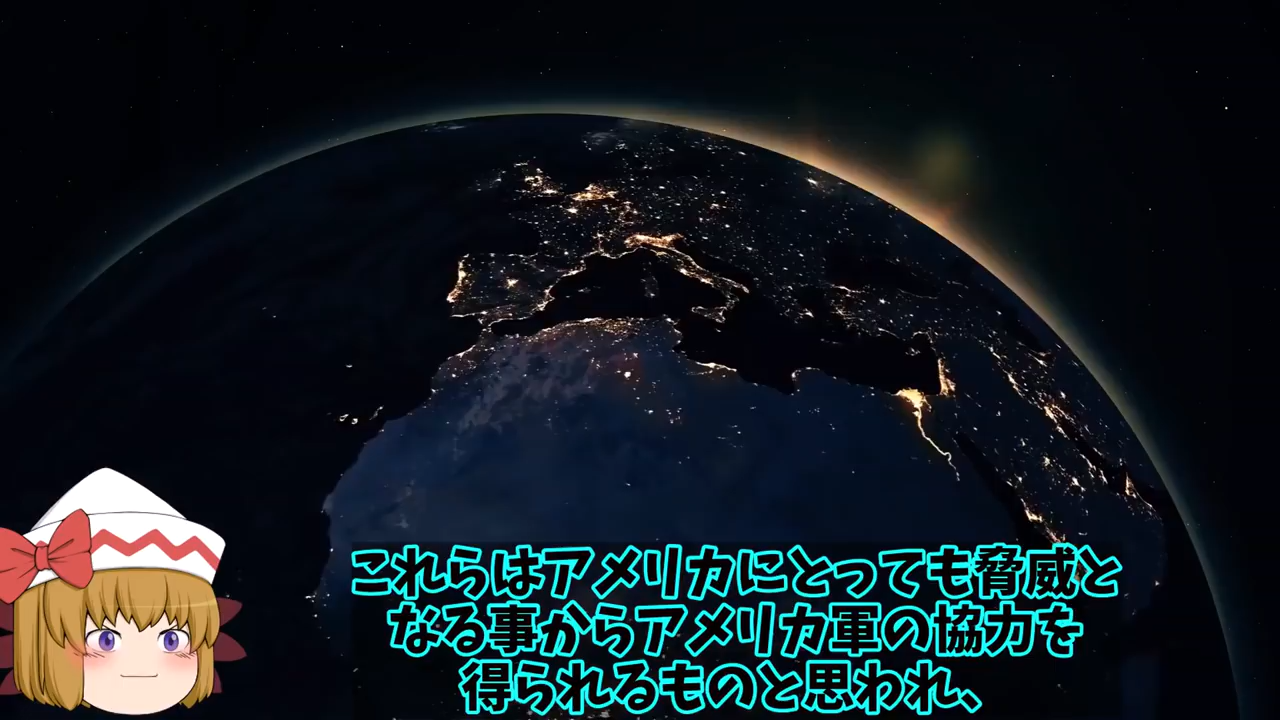 これらはアメリカにとっても脅威と
なる事からアメリカ軍の協力を
得られるものと思われ、